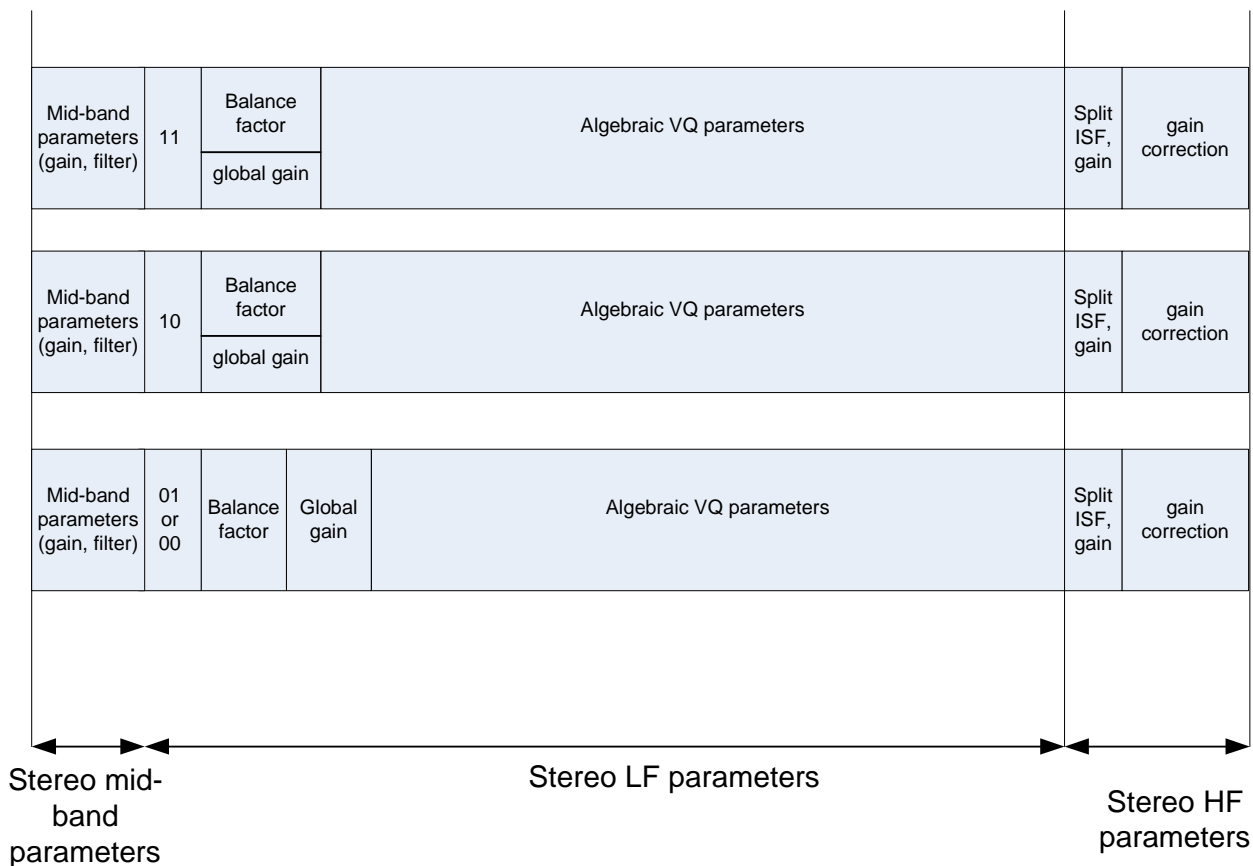 Mid-band
parameters
(gain, filter)
11
Balance
factor
global gain
Algebraic VQ parameters
Split
ISF,
gain
gain
correction
Mid-band
parameters
(gain, filter)
10
Balance
factor
global gain
Algebraic VQ parameters
Split
ISF,
gain
gain
correction
Mid-band
parameters
(gain, filter)
01
or
00
Balance
factor
Global
gain
Algebraic VQ parameters
Split
ISF,
gain
gain
correction
Stereo mid-
band
parameters
Stereo LF parameters
Stereo HF
parameters